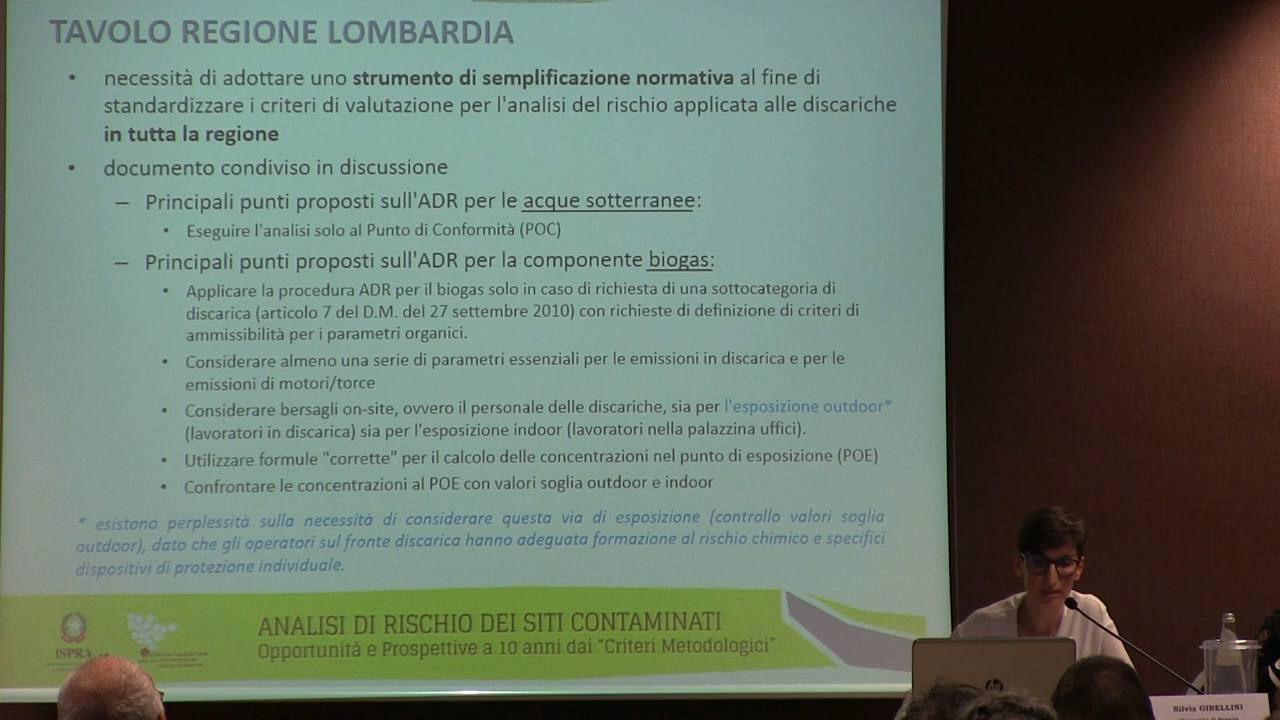 TAVOLO REGIONE LOMBARDIA
• necessità di adottare uno strumento di semplificazione normativa al fine di
standardizzare i criteri di valutazione per l'analisi del rischio applicata alle discariche
in tutta la regione
• documento condiviso in discussione
– Principali punti proposti sull'ADR per le acque sotterranee:
• Eseguire l'analisi solo al Punto di Conformità (POC)
– Principali punti proposti sull'ADR per la componente biogas:
• Applicare la procedura ADR per il biogas solo in caso di richiesta di una sottocategoria di
discarica (articolo 7 del D.M. del 27 settembre 2010) con richieste di definizione di criteri di
ammissibilità per i parametri organici.
• Considerare almeno una serie di parametri essenziali per le emissioni in discarica e per le
emissioni di motori/torce
• Considerare bersagli on-site, ovvero il personale delle discariche, sia per l'esposizione outdoor*
(lavoratori in discarica) sia per l'esposizione indoor (lavoratori nella palazzina uffici).
• Utilizzare formule "corrette" per il calcolo delle concentrazioni nel punto di esposizione (POE)
• Confrontare le concentrazioni al POE con valori soglia outdoor e indoor
* esistono perplessità sulla necessità di considerare questa via di esposizione (controllo valori soglia
outdoor), dato che gli operatori sul fronte discarica hanno adeguata formazione al rischio chimico e specifici
dispositivi di protezione individuale.
ISPRA
ANALISI DI RISCHIO DEI SITI CONTAMINATI
Opportunità e Prospettive a 10 anni dai "Criteri Metodologici"
hp
Silvia GIBELLINI